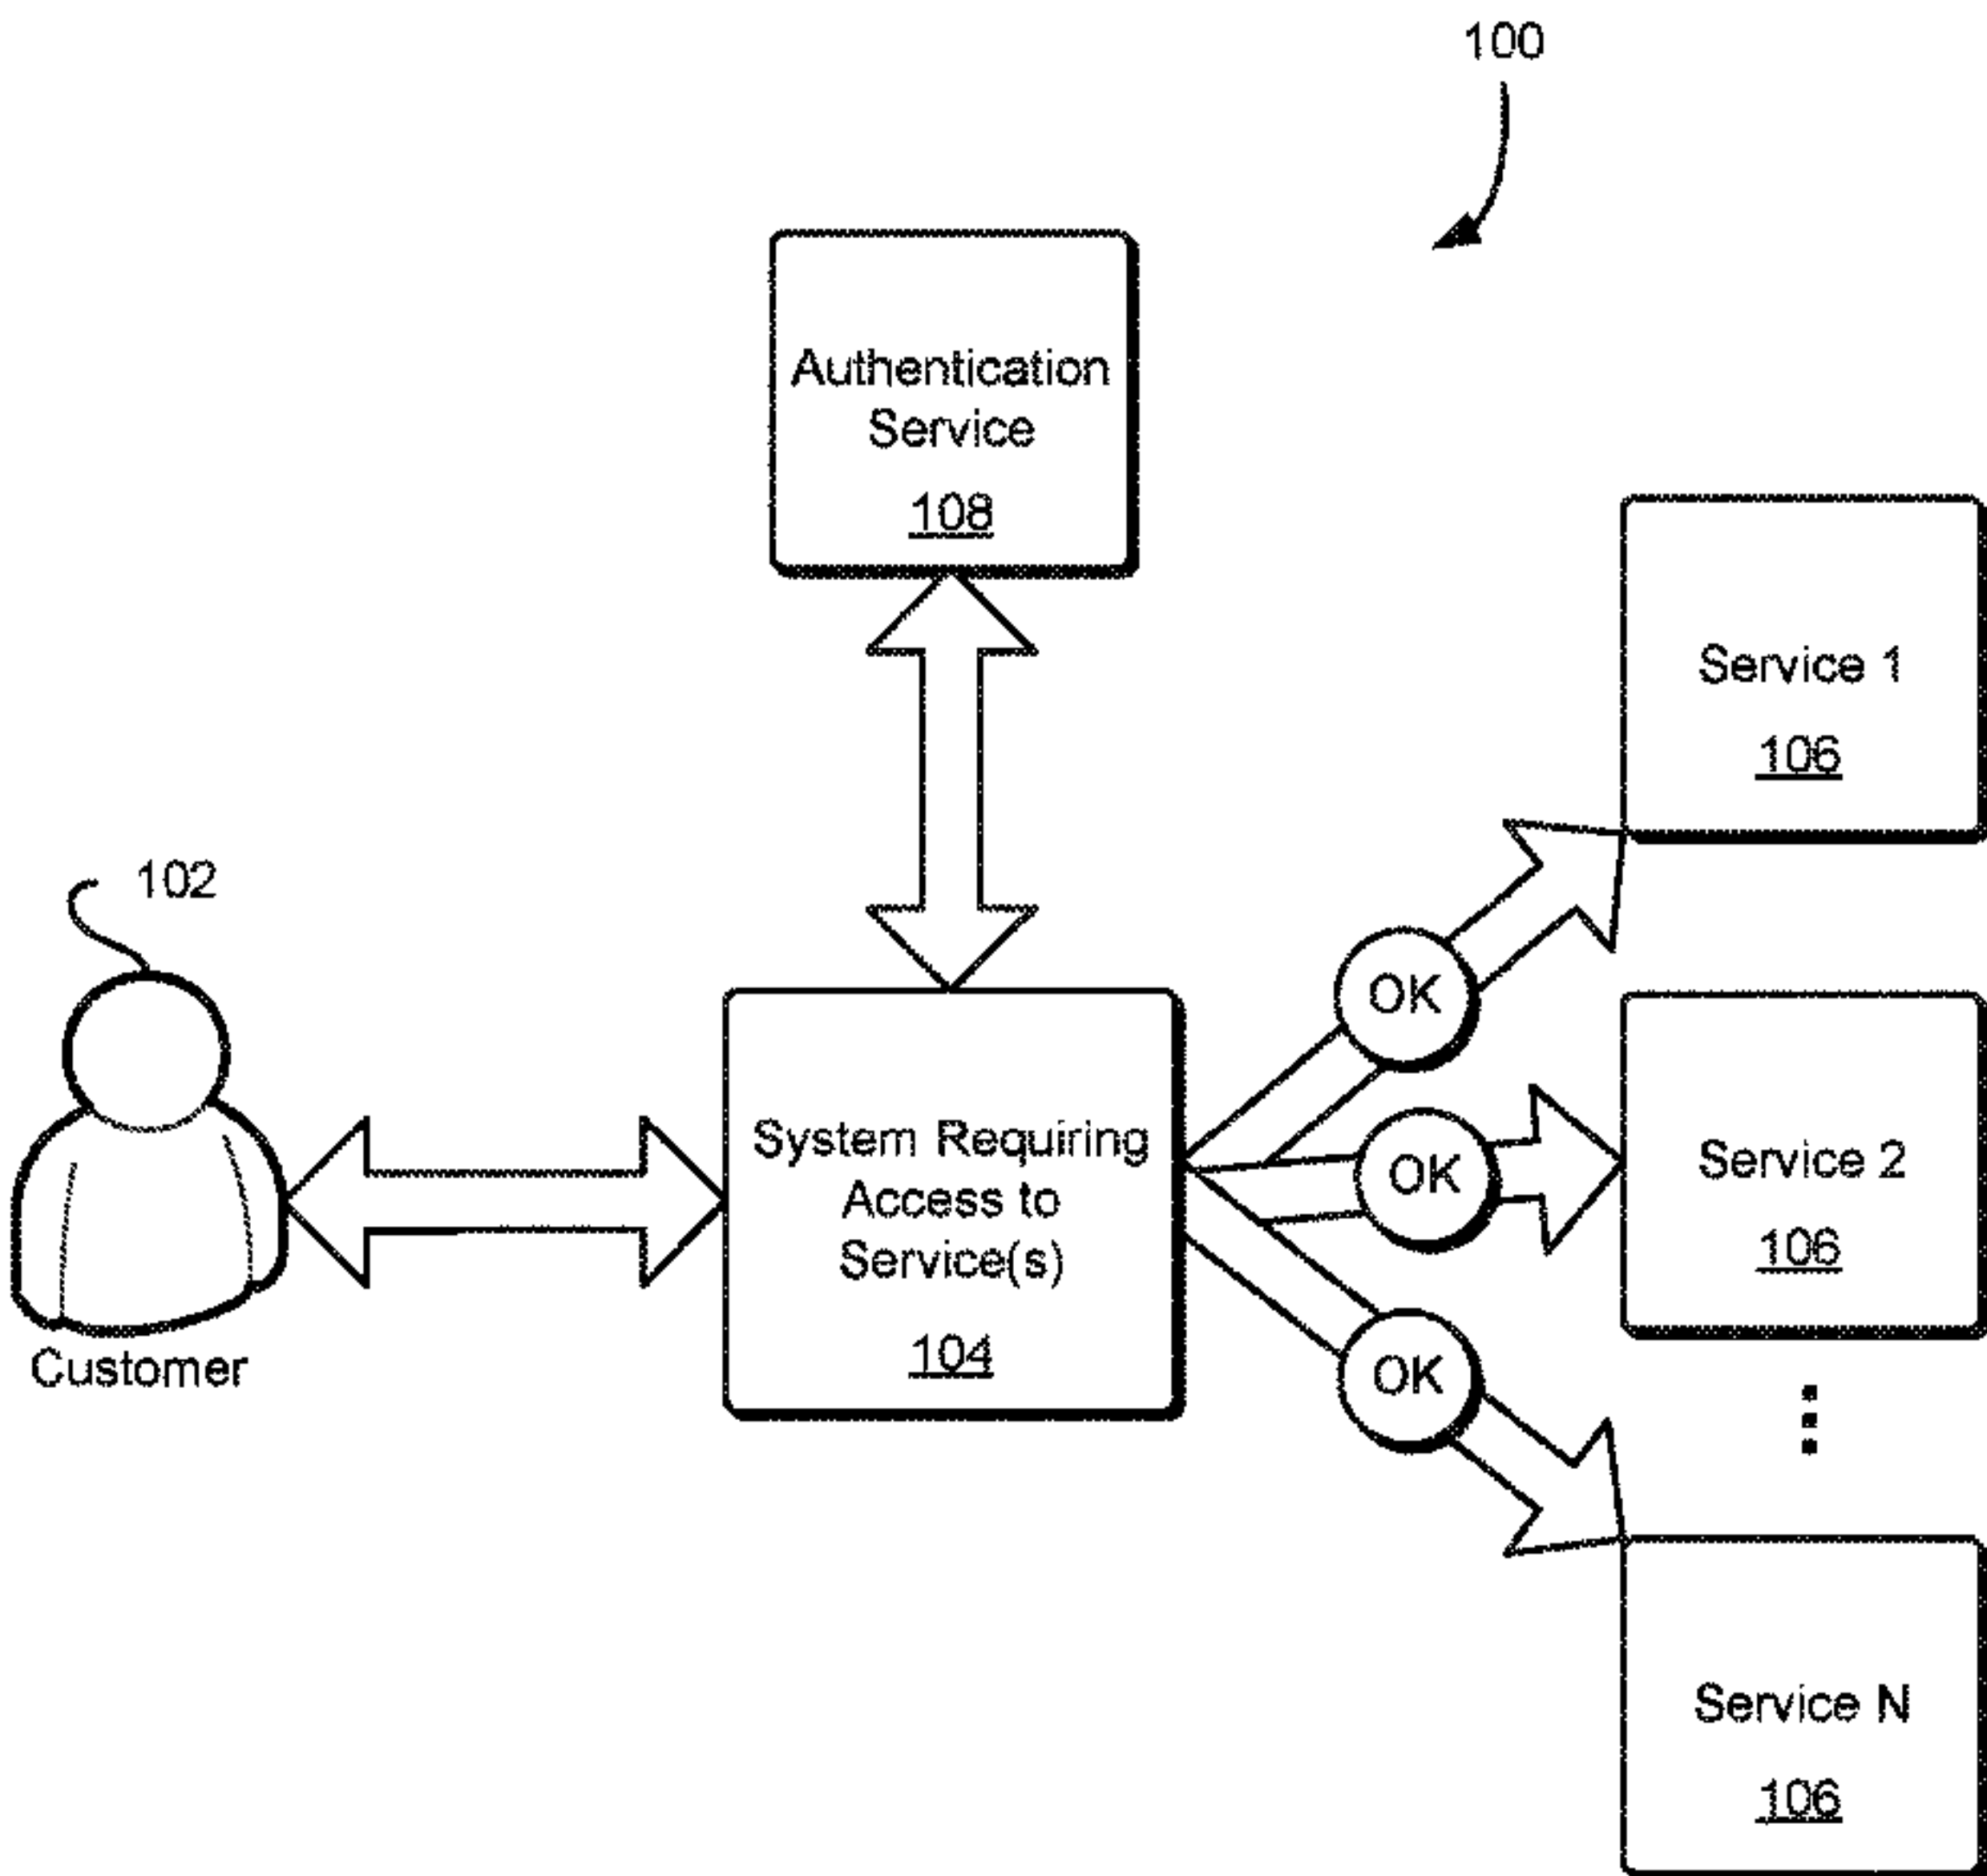 100
Authentication
Service
108
Service 1
106
102
OK
System Requiring
Access to
Service(s)
104
OK
Service 2
106
Customer
OK
Service N
106